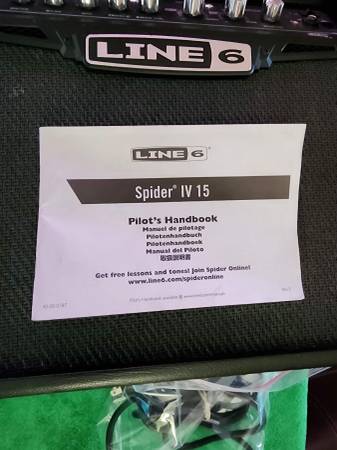 LINE 6
LINE 6
Spider® IV 15
Pilot's Handbook
Manuel de pilotage
Pilotenhandbuch
Pilotenhandboek
Manual del Piloto
取扱説明書
Get free lessons and tones! Join Spider Online!
www.line6.com/spideronline